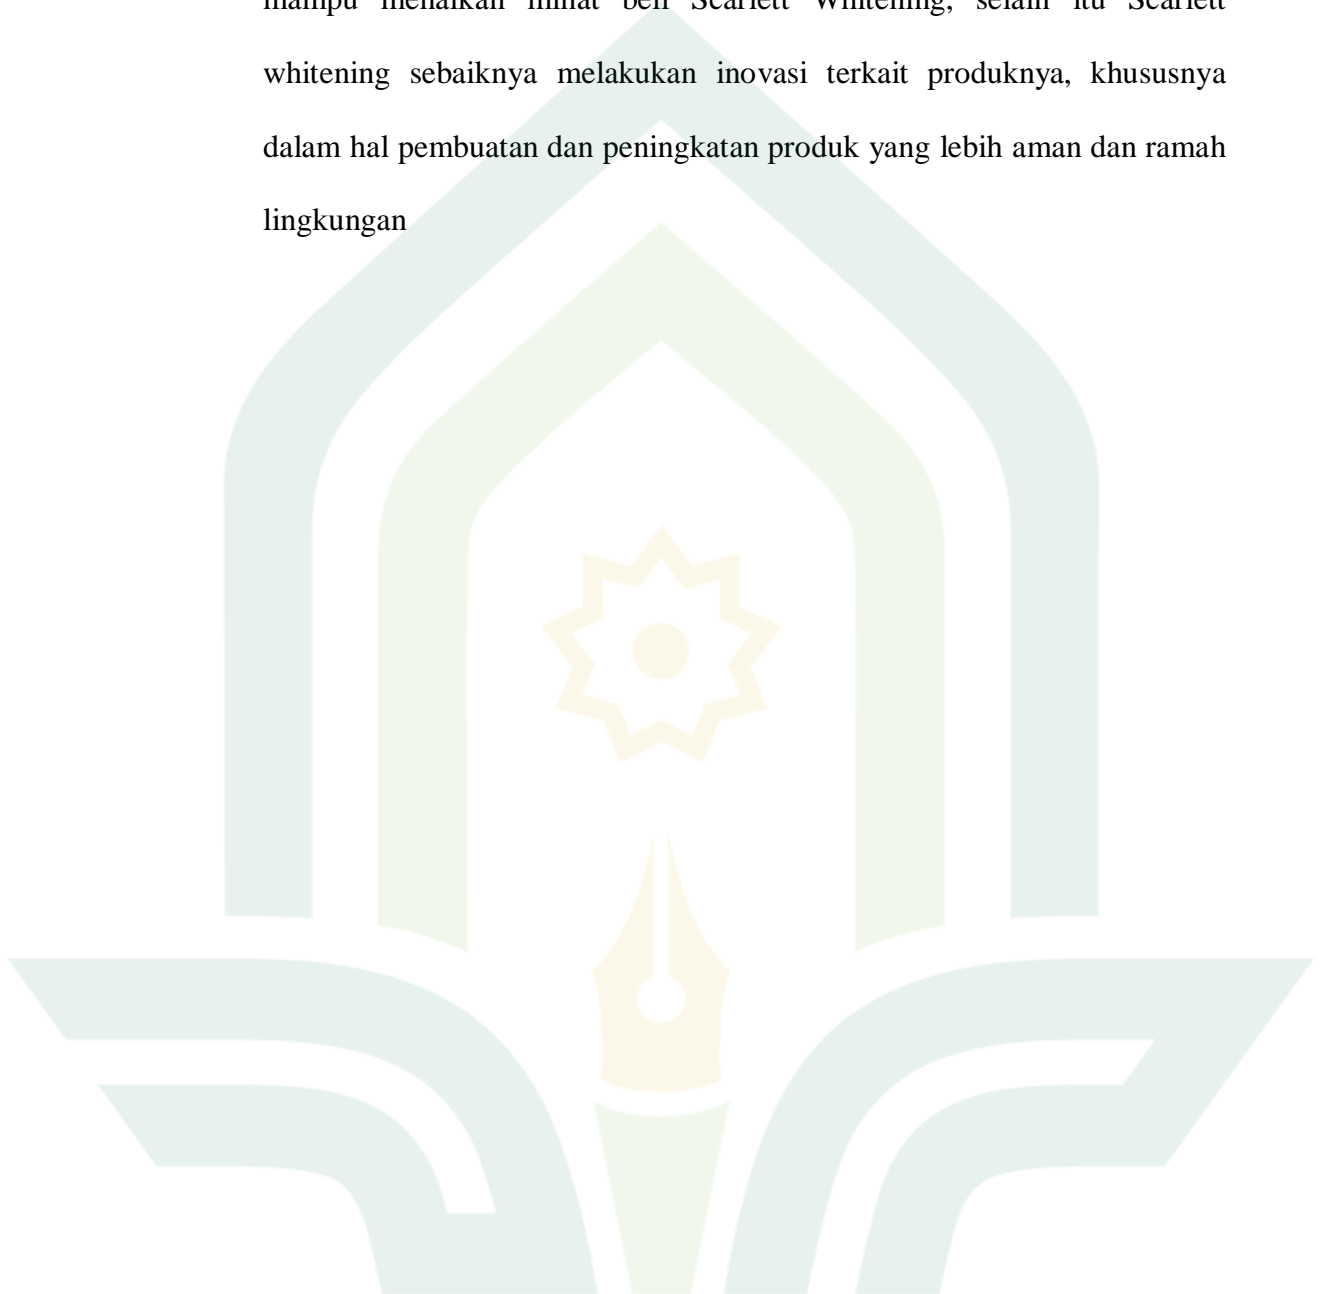 mampu menaikan minat beli Scarlett Whitening, selain itu Scarlett
whitening sebaiknya melakukan inovasi terkait produknya, khususnya
dalam hal pembuatan dan peningkatan produk yang lebih aman dan ramah
lingkungan